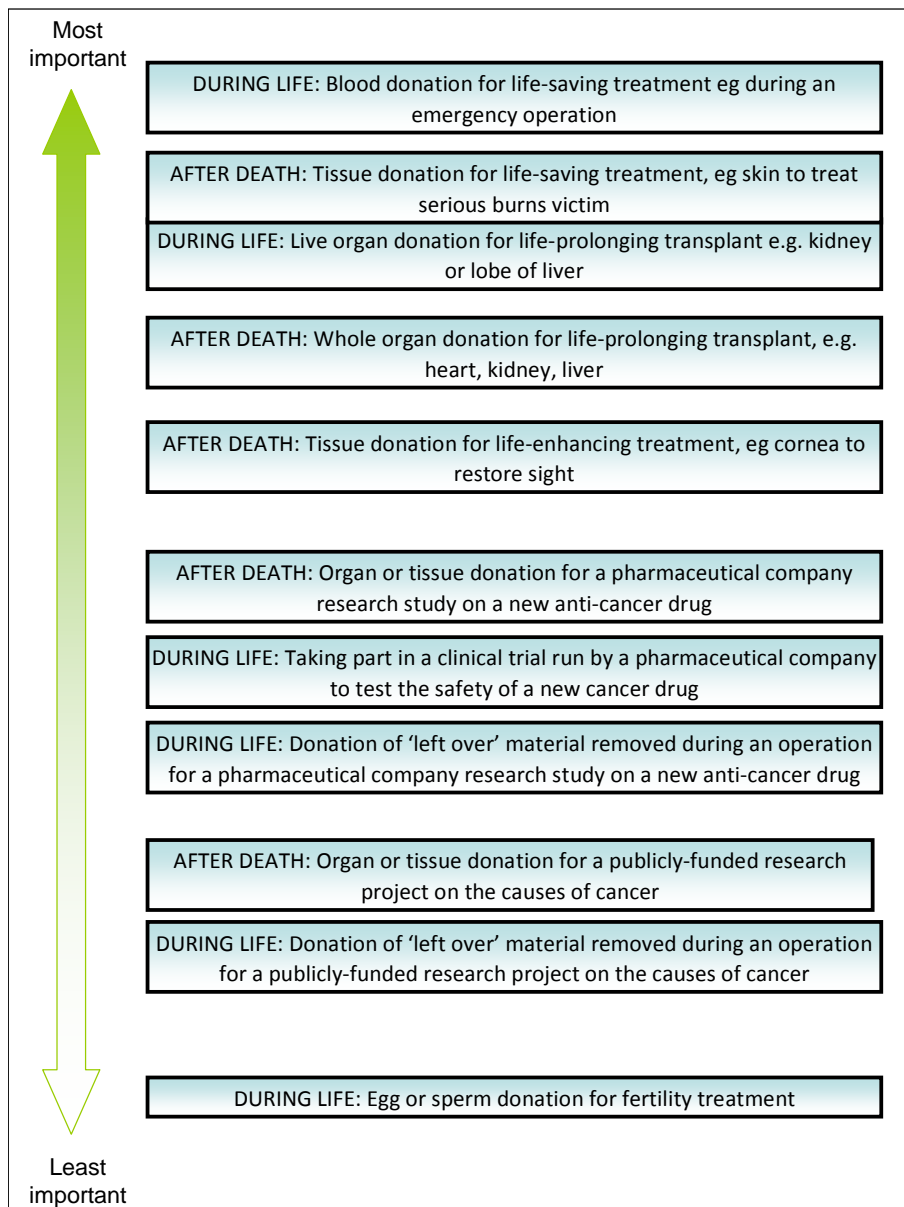 Most
important
DURING LIFE: Blood donation for life-saving treatment eg during an
emergency operation
AFTER DEATH: Tissue donation for life-saving treatment, eg skin to treat
serious burns victim
DURING LIFE: Live organ donation for life-prolonging transplant e.g. kidney
or lobe of liver
AFTER DEATH: Whole organ donation for life-prolonging transplant, e.g.
heart, kidney, liver
AFTER DEATH: Tissue donation for life-enhancing treatment, eg cornea to
restore sight
AFTER DEATH: Organ or tissue donation for a pharmaceutical company
research study on a new anti-cancer drug
DURING LIFE: Taking part in a clinical trial run by a pharmaceutical company
to test the safety of a new cancer drug
DURING LIFE: Donation of ‘left over’ material removed during an operation
for a pharmaceutical company research study on a new anti-cancer drug
AFTER DEATH: Organ or tissue donation for a publicly-funded research
project on the causes of cancer
DURING LIFE: Donation of ‘left over’ material removed during an operation
for a publicly-funded research project on the causes of cancer
DURING LIFE: Egg or sperm donation for fertility treatment
Least
important